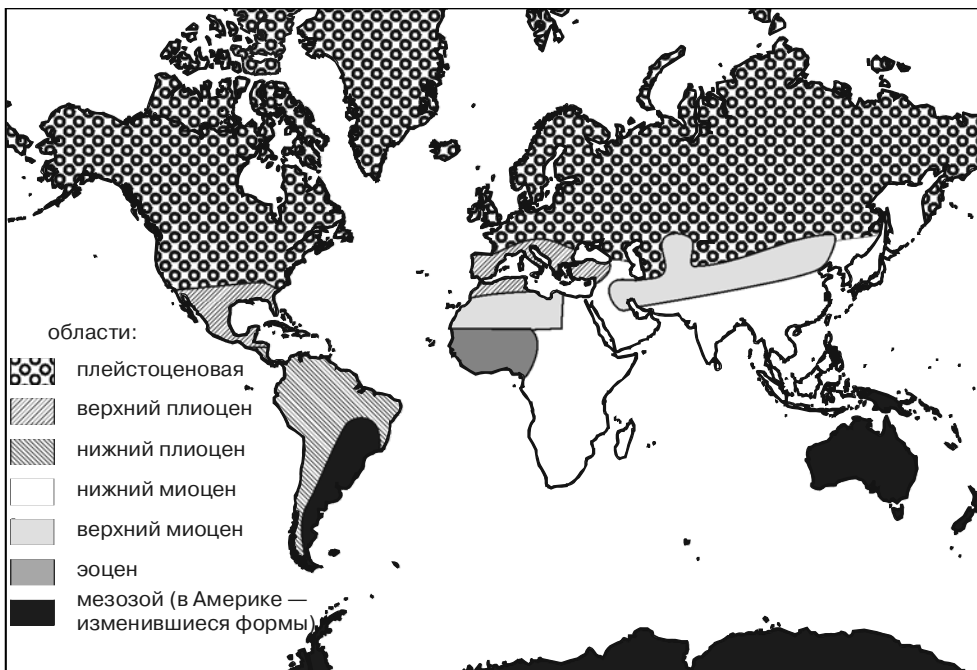 области:
плейстоценовая
верхний плиоцен
нижний плиоцен
нижний миоцен
верхний миоцен
эоцен
мезозой (в Америке —
изменившиеся формы)